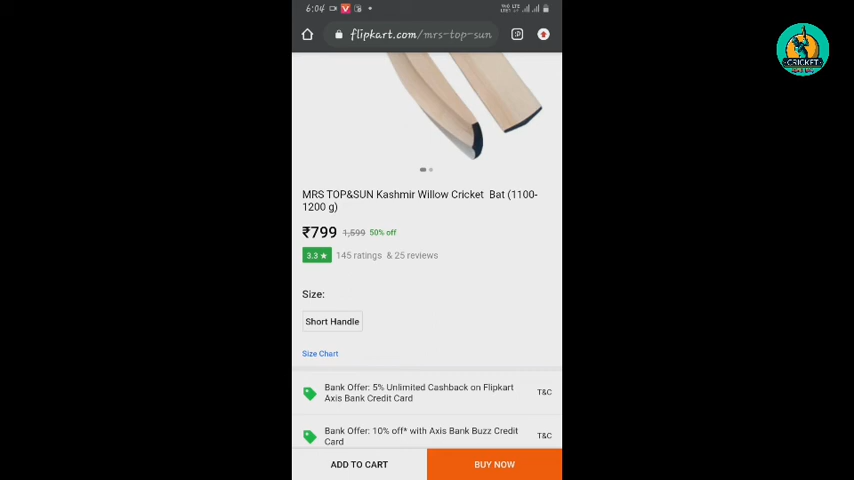 6:04
flipkart.com/mrs-top-sun
CRICKET
MRS TOP&SUN Kashmir Willow Cricket Bat (1100-
1200 g)
₹799 1,599 50% off
3.3 ★ 145 ratings & 25 reviews
Size:
Short Handle
Size Chart
Bank Offer: 5% Unlimited Cashback on Flipkart
Axis Bank Credit Card
T&C
Bank Offer: 10% off* with Axis Bank Buzz Credit
Card
T&C
ADD TO CART
BUY NOW